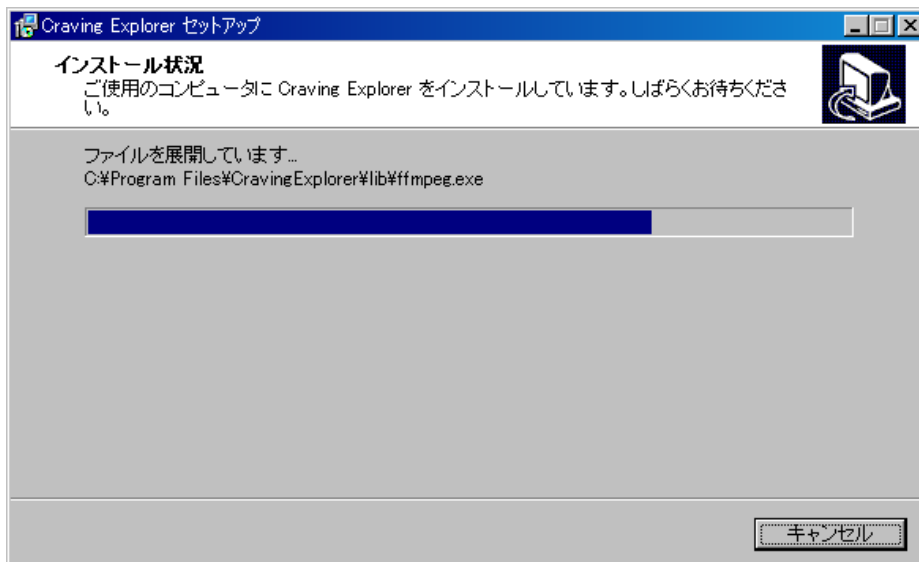 Craving Explorer セットアップ
インストール状況
ご使用のコンピュータに Craving Explorer をインストールしています。しばらくお待ちくださ
い。
ファイルを展開しています...
C:¥Program Files¥CravingExplorer¥lib¥ffmpeg.exe
キャンセル